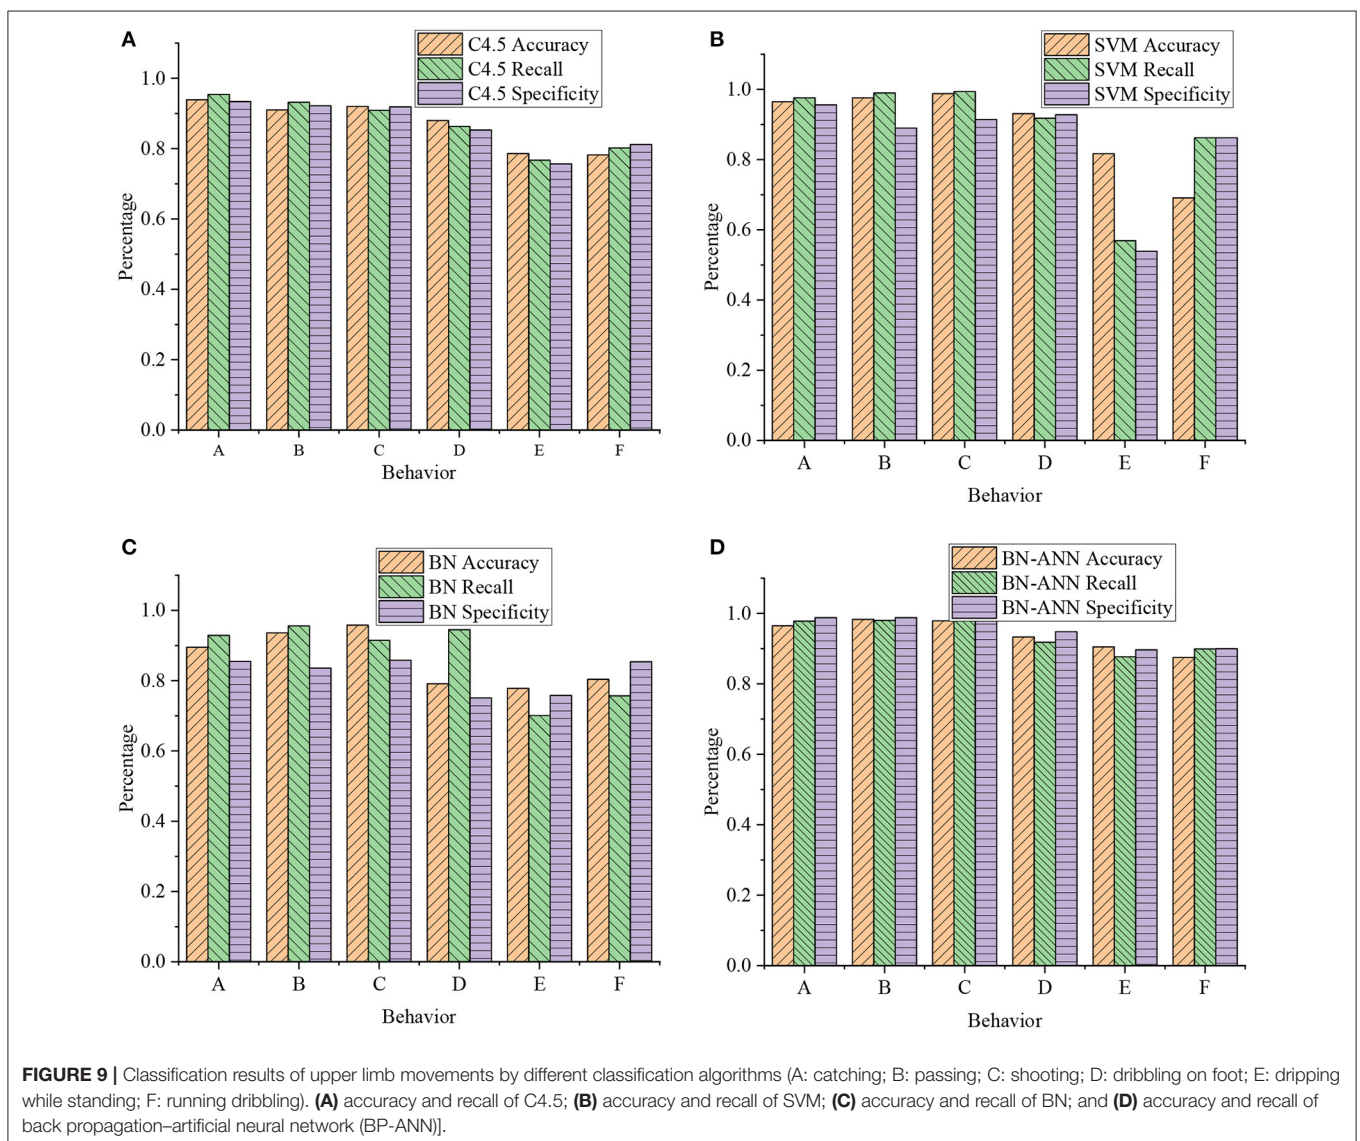 A
C4.5 Accuracy
C4.5 Recall
C4.5 Specificity
1.0
0.8
0.6
0.4
0.2
0.0
Percentage
A B C D E F
Behavior
B
SVM Accuracy
SVM Recall
SVM Specificity
1.0
0.8
0.6
0.4
0.2
0.0
Percentage
A B C D E F
Behavior
C
BN Accuracy
BN Recall
BN Specificity
1.0
0.8
0.6
0.4
0.2
0.0
Percentage
A B C D E F
Behavior
D
BN-ANN Accuracy
BN-ANN Recall
BN-ANN Specificity
1.0
0.8
0.6
0.4
0.2
0.0
Percentage
A B C D E F
Behavior
FIGURE 9 | Classification results of upper limb movements by different classification algorithms (A: catching; B: passing; C: shooting; D: dribbling on foot; E: dripping
while standing; F: running dribbling). (A) accuracy and recall of C4.5; (B) accuracy and recall of SVM; (C) accuracy and recall of BN; and (D) accuracy and recall of
back propagation–artificial neural network (BP-ANN)].